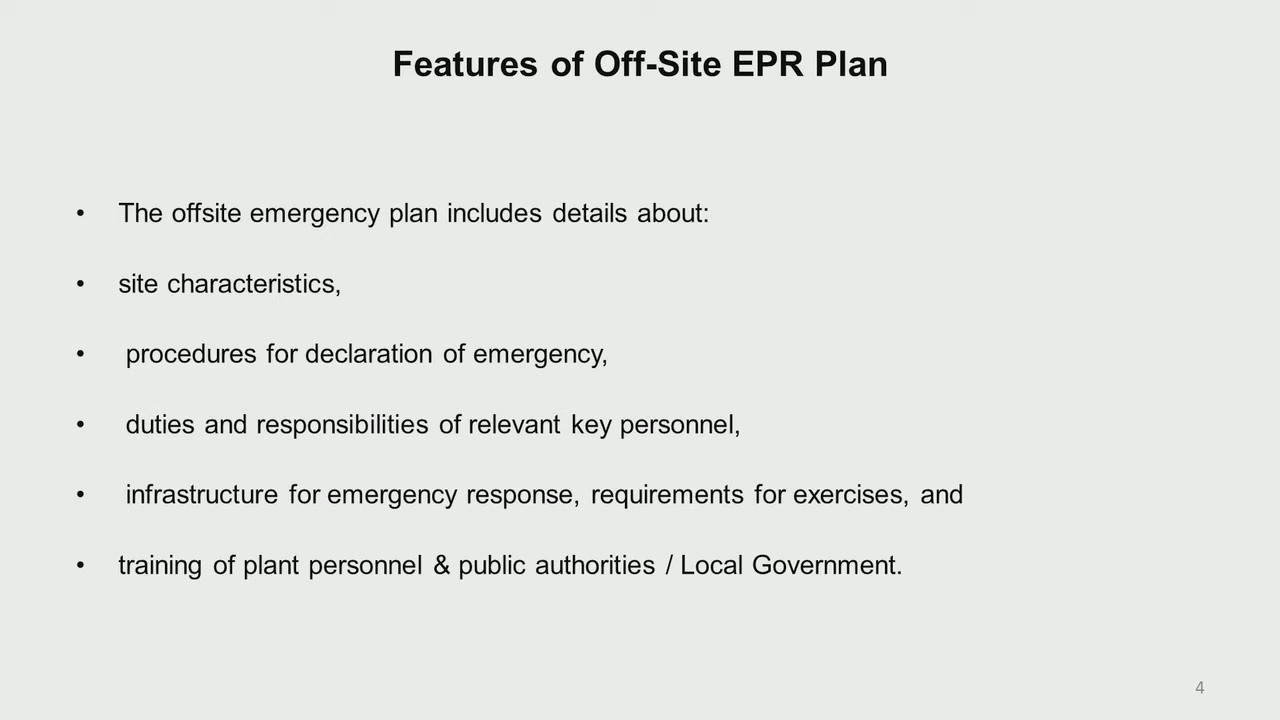 Features of Off-Site EPR Plan
• The offsite emergency plan includes details about:
• site characteristics,
• procedures for declaration of emergency,
• duties and responsibilities of relevant key personnel,
• infrastructure for emergency response, requirements for exercises, and
• training of plant personnel & public authorities / Local Government.
4